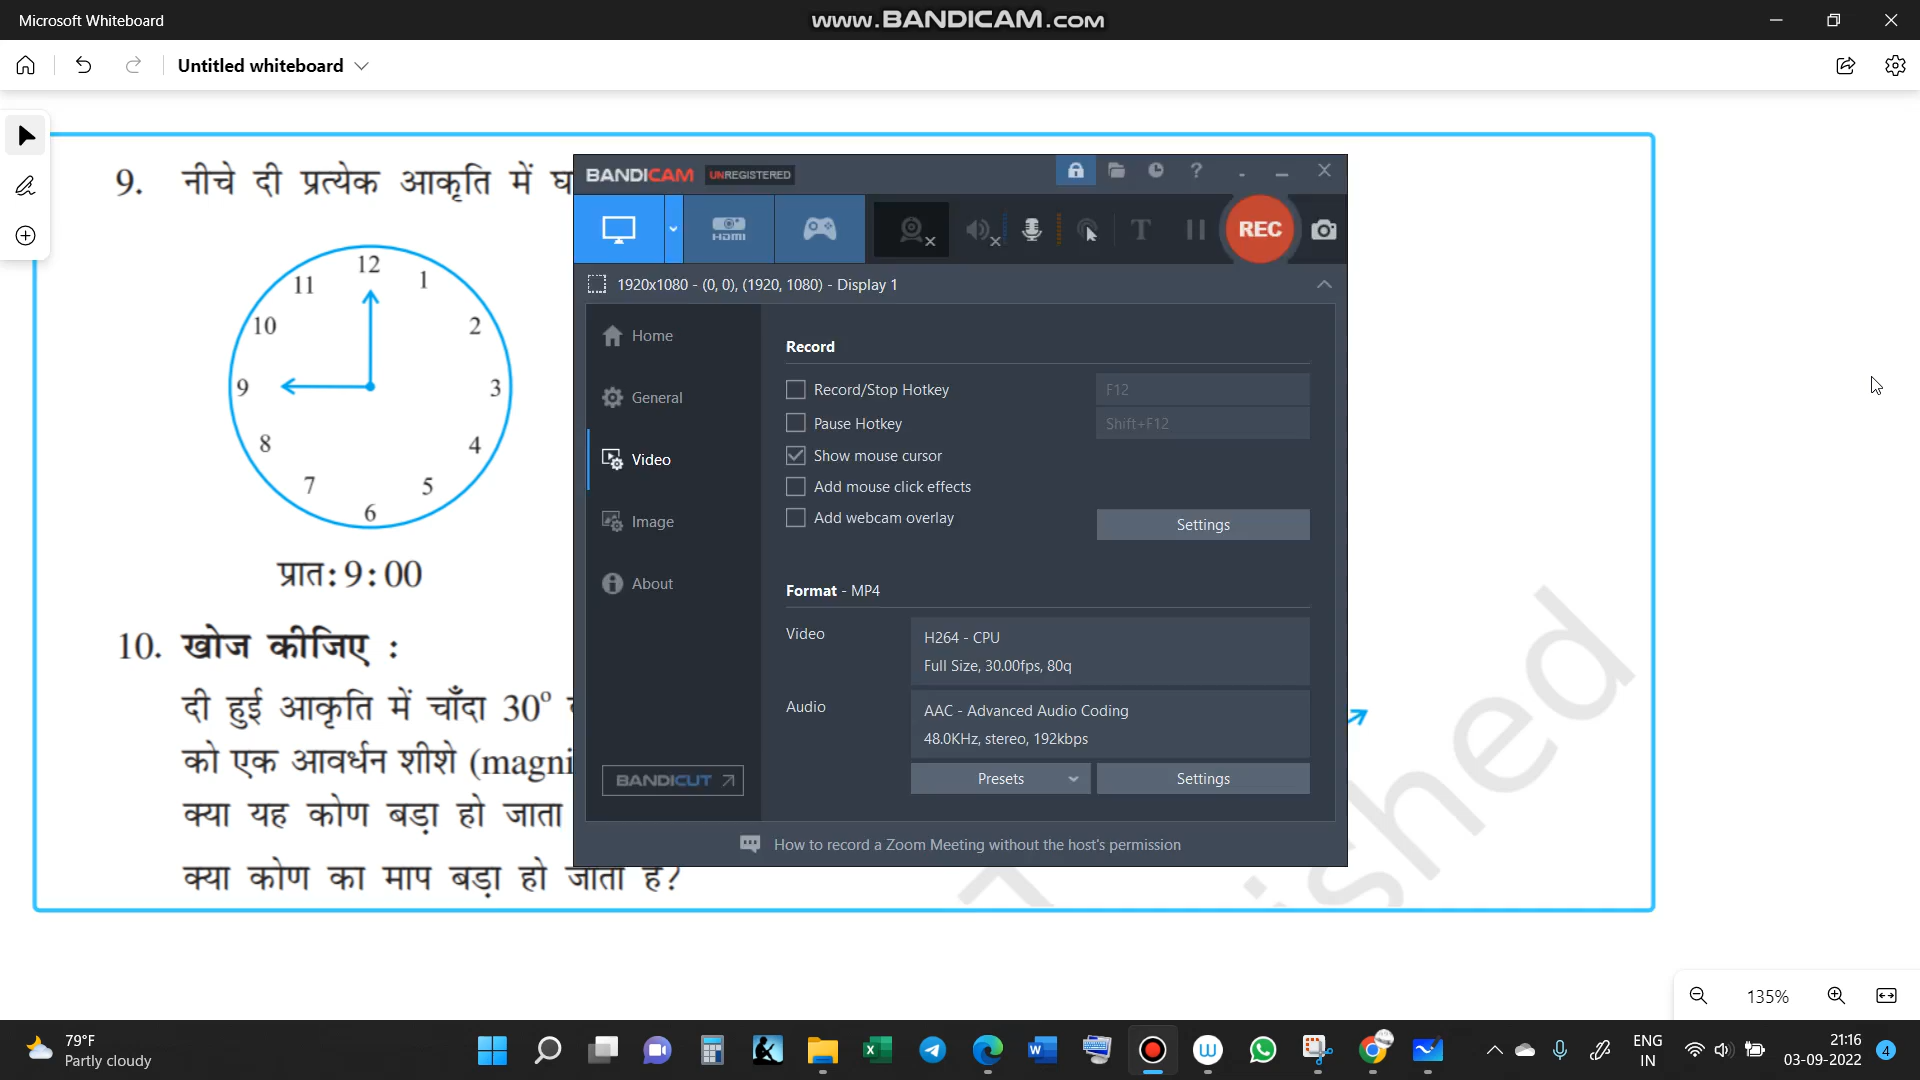 Microsoft Whiteboard
www.BANDICAM.com
Untitled whiteboard
9. नीचे दी प्रत्येक आकृति में
12
11
1
10
2
9
3
8
4
7
5
6
प्रात: 9 : 00
10. खोज कीजिए :
दी हुई आकृति में चाँदा 30°
को एक आवर्धन शीशे (magni
क्या यह कोण बड़ा हो जाता
क्या कोण का माप बड़ा हो जाता है?
BANDICAM UNREGISTERED
HDMI
T
REC
1920x1080 - (0, 0), (1920, 1080) - Display 1
Home
General
Video
Image
About
BANDICUT
Record
Record/Stop Hotkey F12
Pause Hotkey Shift+F12
Show mouse cursor
Add mouse click effects
Add webcam overlay
Settings
Format - MP4
Video
H264 - CPU
Full Size, 30.00fps, 80q
Audio
AAC - Advanced Audio Coding
48.0KHz, stereo, 192kbps
Presets
Settings
How to record a Zoom Meeting without the host's permission
135%
79°F
Partly cloudy
ENG
IN
21:16
03-09-2022
4